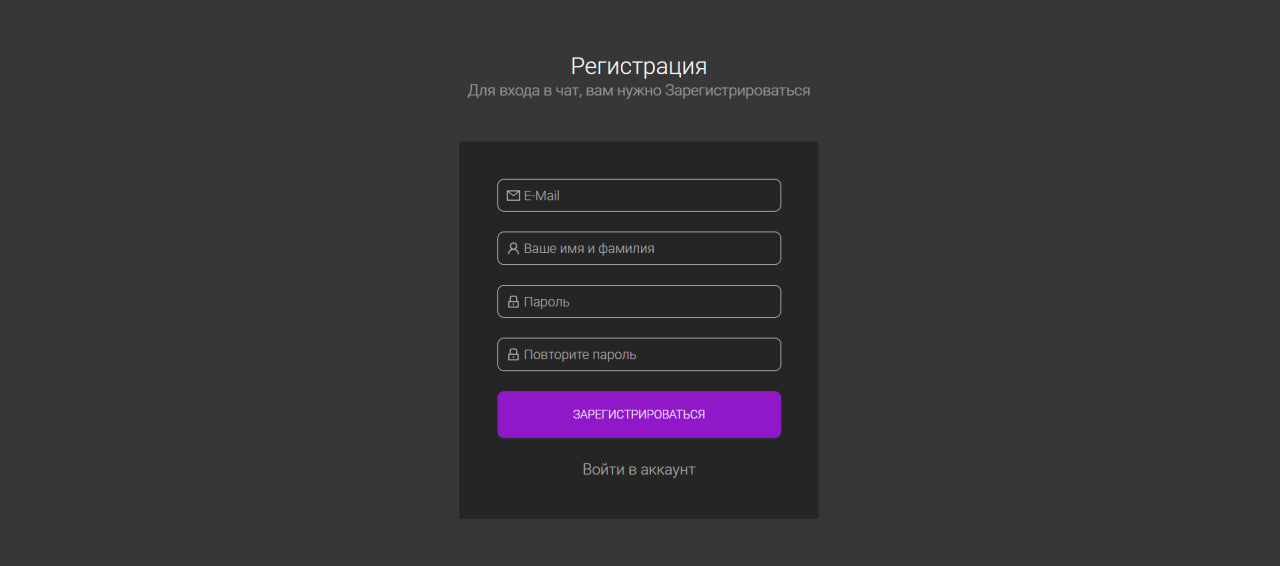 Регистрация
Для входа в чат, вам нужно Зарегистрироваться
E-Mail
Ваше имя и фамилия
Пароль
Повторите пароль
ЗАРЕГИСТРИРОВАТЬСЯ
Войти в аккаунт